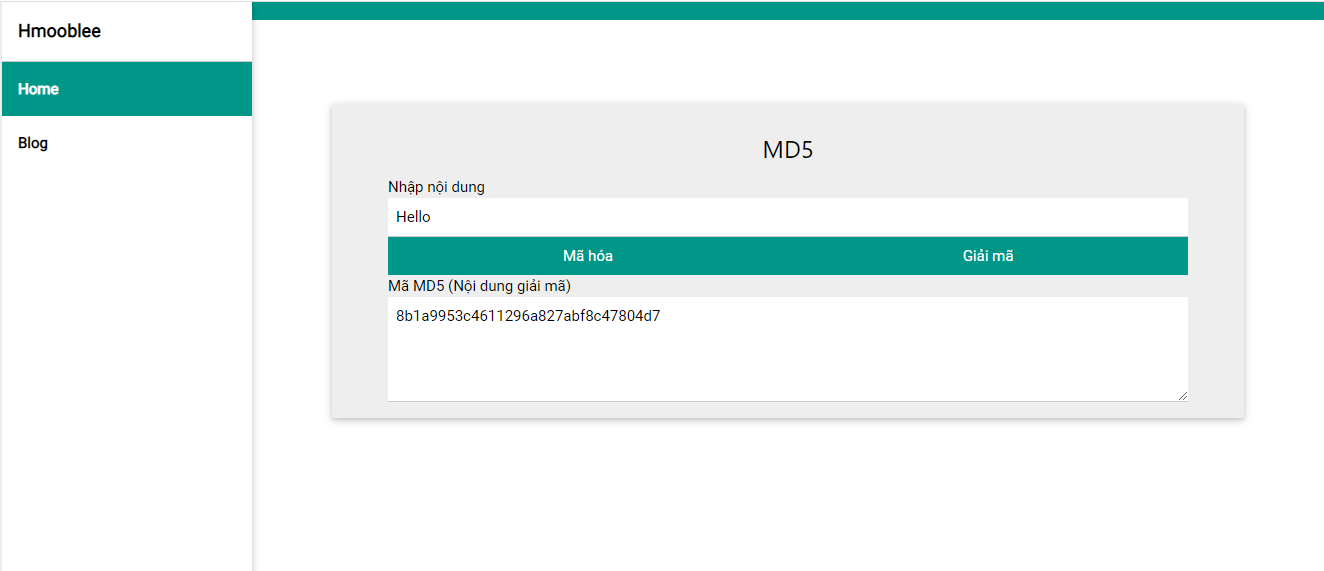 Hmooblee
Home
Blog
MD5
Nhập nội dung
Hello
Mã hóa Giải mã
Mã MD5 (Nội dung giải mã)
8b1a9953c4611296a827abf8c47804d7